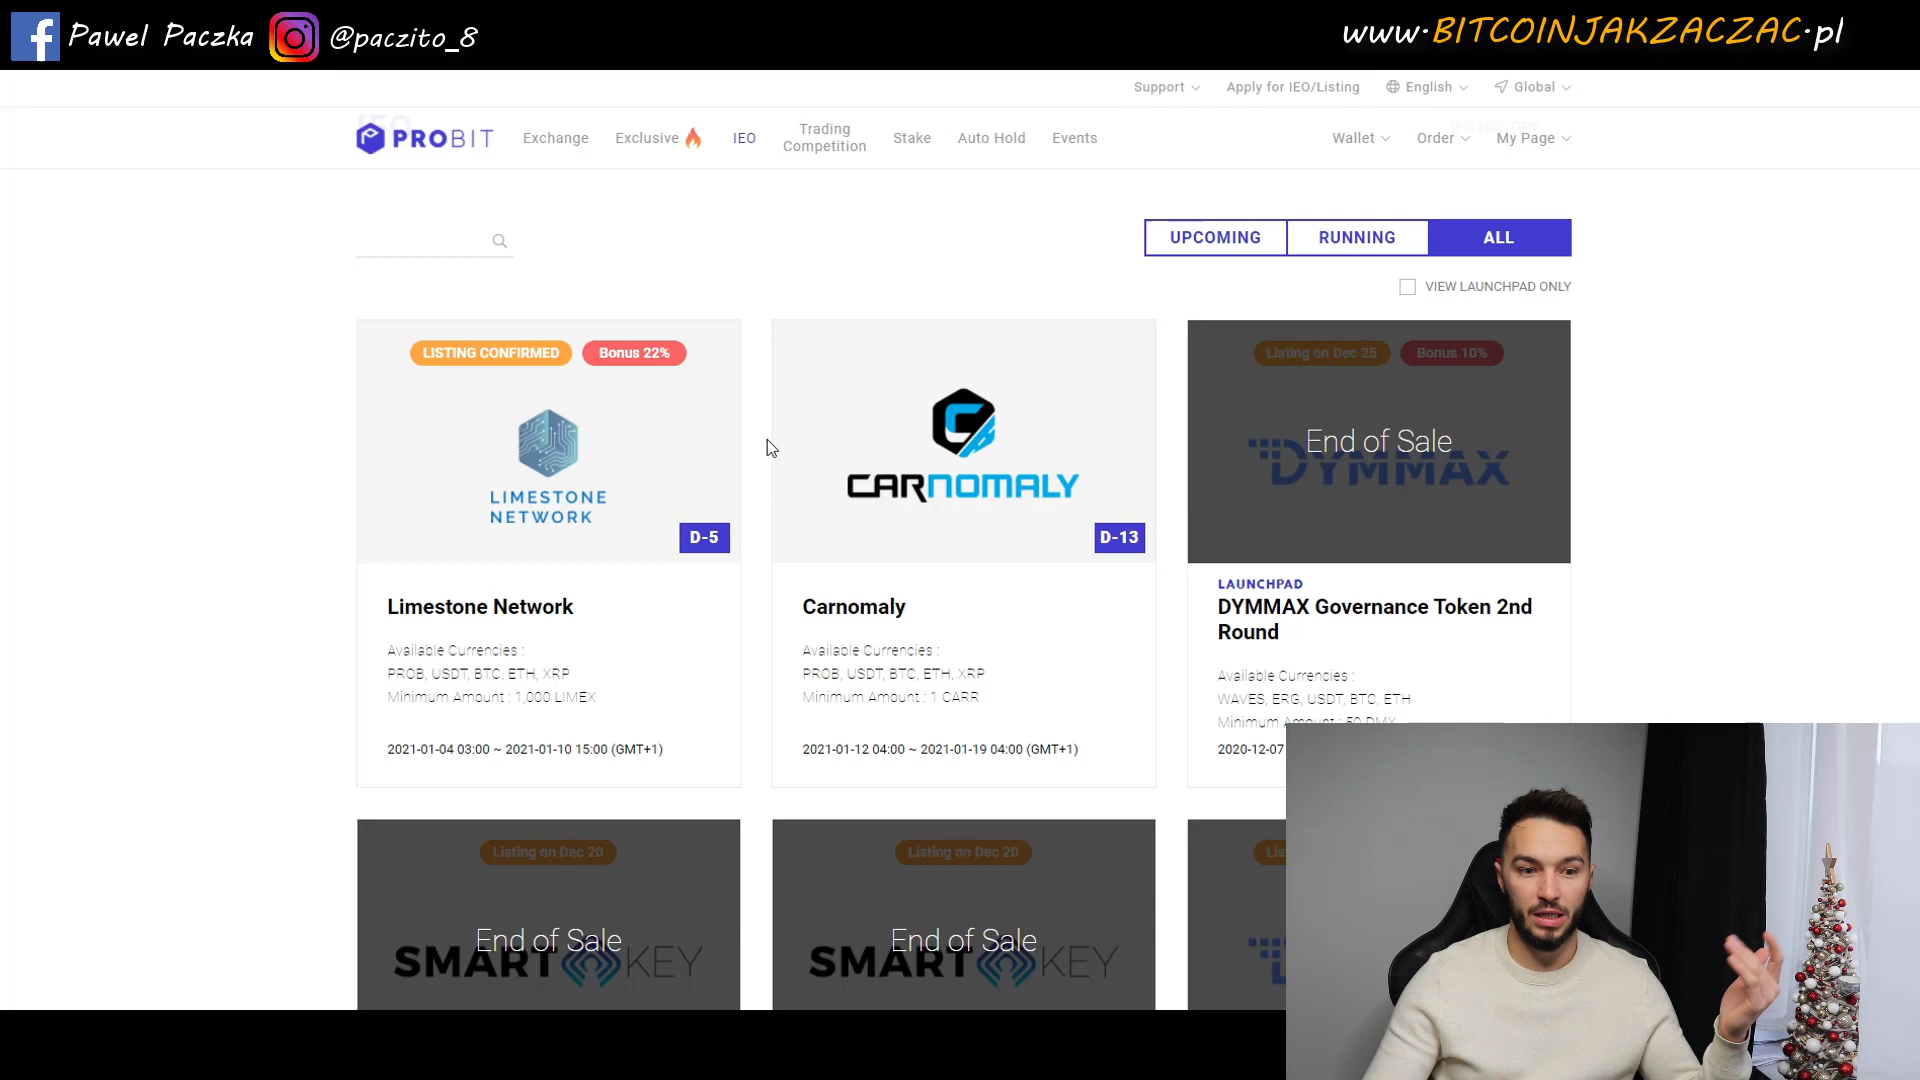 Pawel Paczka @paczito_8 www.BITCOINJAKZACZAC.pl
Support Apply for IEO/Listing English Global
PROBIT Exchange Exclusive IEO Trading Competition Stake Auto Hold Events Wallet Order My Page
UPCOMING RUNNING ALL
VIEW LAUNCHPAD ONLY
LISTING CONFIRMED Bonus 22%
LIMESTONE
NETWORK
D-5
Limestone Network
Available Currencies :
PROB, USDT, BTC, ETH, XRP
Minimum Amount : 1,000 LIMEX
2021-01-04 03:00 ~ 2021-01-10 15:00 (GMT+1)
CARNOMALY
D-13
Carnomaly
Available Currencies :
PROB, USDT, BTC, ETH, XRP
Minimum Amount : 1 CARR
2021-01-12 04:00 ~ 2021-01-19 04:00 (GMT+1)
Listing on Dec 25 Bonus 10%
End of Sale
DYMMAX
LAUNCHPAD
DYMMAX Governance Token 2nd
Round
Available Currencies :
WAVES, ERG, USDT, BTC, ETH
Minimum Amount : 50 DMX
2020-12-07
Listing on Dec 20
End of Sale
SMART KEY
Listing on Dec 20
End of Sale
SMART KEY
Lis